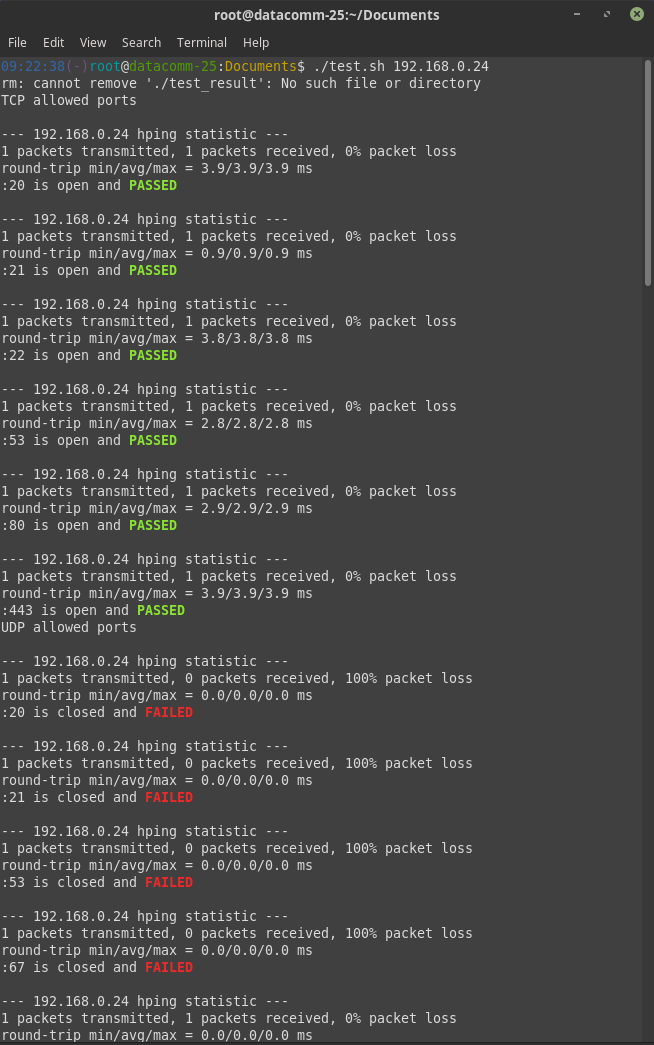 root@datacomm-25:~/Documents
File Edit View Search Terminal Help
09:22:38(-)root@datacomm-25:Documents$ ./test.sh 192.168.0.24
rm: cannot remove './test_result': No such file or directory
TCP allowed ports
--- 192.168.0.24 hping statistic ---
1 packets transmitted, 1 packets received, 0% packet loss
round-trip min/avg/max = 3.9/3.9/3.9 ms
:20 is open and PASSED
--- 192.168.0.24 hping statistic ---
1 packets transmitted, 1 packets received, 0% packet loss
round-trip min/avg/max = 0.9/0.9/0.9 ms
:21 is open and PASSED
--- 192.168.0.24 hping statistic ---
1 packets transmitted, 1 packets received, 0% packet loss
round-trip min/avg/max = 3.8/3.8/3.8 ms
:22 is open and PASSED
--- 192.168.0.24 hping statistic ---
1 packets transmitted, 1 packets received, 0% packet loss
round-trip min/avg/max = 2.8/2.8/2.8 ms
:53 is open and PASSED
--- 192.168.0.24 hping statistic ---
1 packets transmitted, 1 packets received, 0% packet loss
round-trip min/avg/max = 2.9/2.9/2.9 ms
:80 is open and PASSED
--- 192.168.0.24 hping statistic ---
1 packets transmitted, 1 packets received, 0% packet loss
round-trip min/avg/max = 3.9/3.9/3.9 ms
:443 is open and PASSED
UDP allowed ports
--- 192.168.0.24 hping statistic ---
1 packets transmitted, 0 packets received, 100% packet loss
round-trip min/avg/max = 0.0/0.0/0.0 ms
:20 is closed and FAILED
--- 192.168.0.24 hping statistic ---
1 packets transmitted, 0 packets received, 100% packet loss
round-trip min/avg/max = 0.0/0.0/0.0 ms
:21 is closed and FAILED
--- 192.168.0.24 hping statistic ---
1 packets transmitted, 0 packets received, 100% packet loss
round-trip min/avg/max = 0.0/0.0/0.0 ms
:53 is closed and FAILED
--- 192.168.0.24 hping statistic ---
1 packets transmitted, 0 packets received, 100% packet loss
round-trip min/avg/max = 0.0/0.0/0.0 ms
:67 is closed and FAILED
--- 192.168.0.24 hping statistic ---
1 packets transmitted, 1 packets received, 0% packet loss
round-trip min/avg/max = 0.0/0.0/0.0 ms